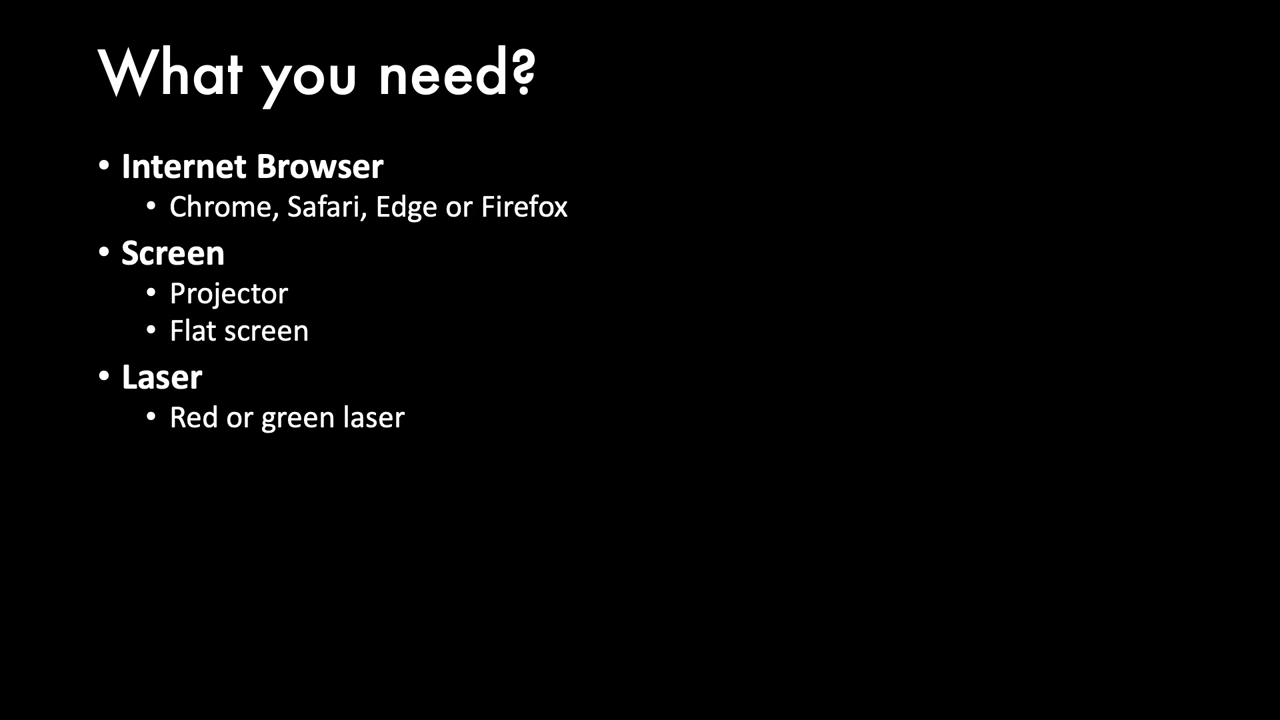 What you need?
• Internet Browser
• Chrome, Safari, Edge or Firefox
• Screen
• Projector
• Flat screen
• Laser
• Red or green laser